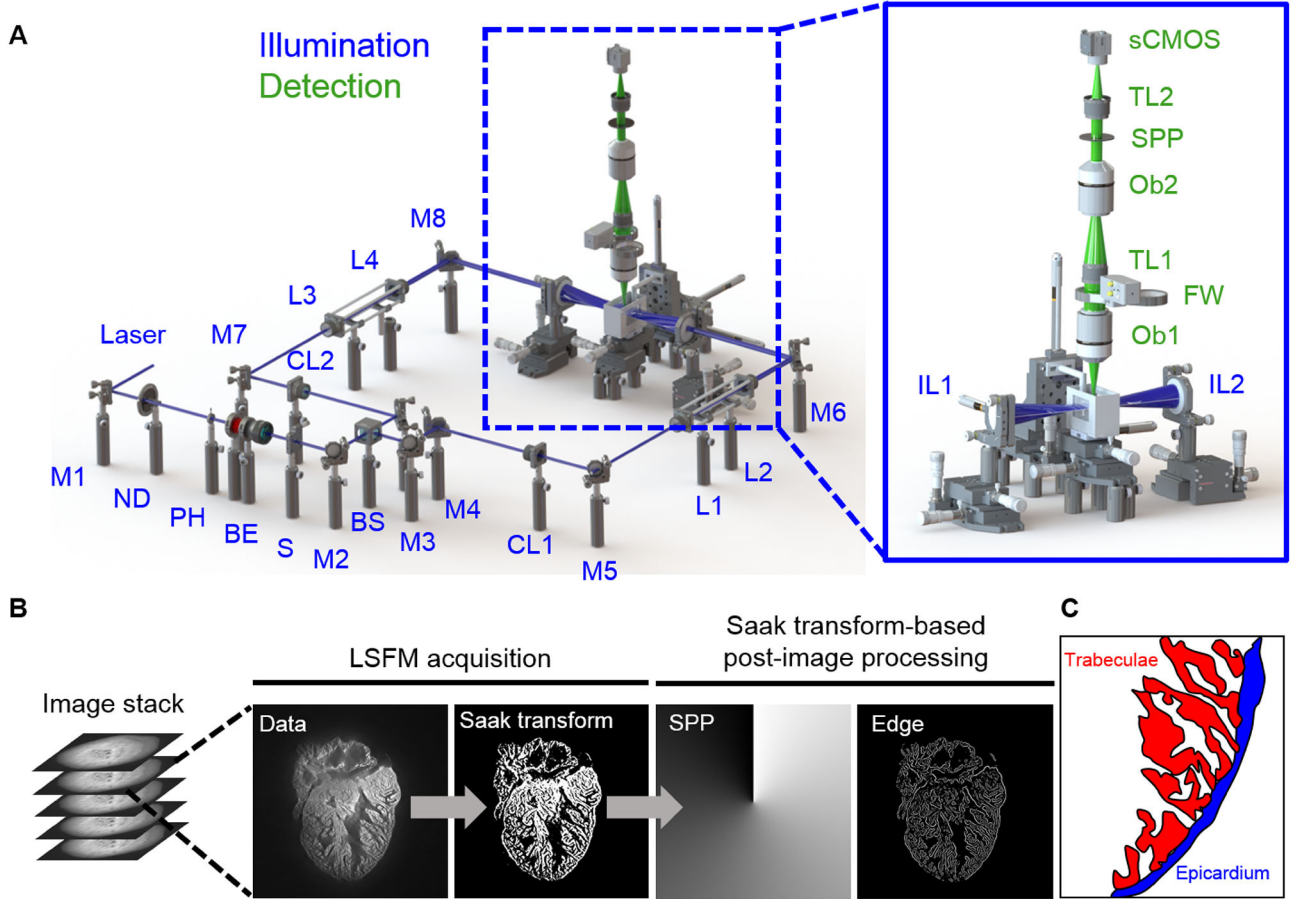 A
Illumination
Detection
M8
L4
L3
Laser
M7
CL2
M6
L2
L1
M1
ND
PH
BE
S
M2
BS
M3
M4
CL1
M5
sCMOS
TL2
SPP
Ob2
TL1
FW
Ob1
IL1
IL2
B
LSFM acquisition
Saak transform-based
post-image processing
Image stack
Data
Saak transform
SPP
Edge
C
Trabeculae
Epicardium